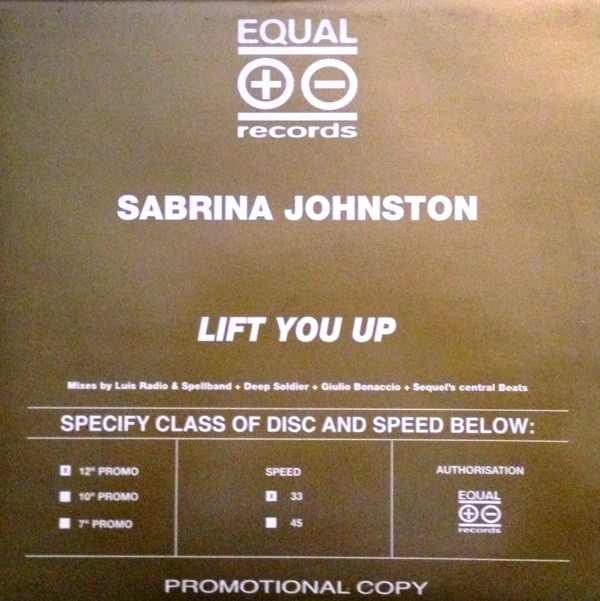 EQUAL
records
SABRINA JOHNSTON
LIFT YOU UP
Mixes by Luis Radio & Spellband + Deep Soldier + Giulio Bonaccio + Sequel's central Beats
SPECIFY CLASS OF DISC AND SPEED BELOW:
x 12" PROMO
10" PROMO
7" PROMO
SPEED
x 33
45
AUTHORISATION
EQUAL
records
PROMOTIONAL COPY